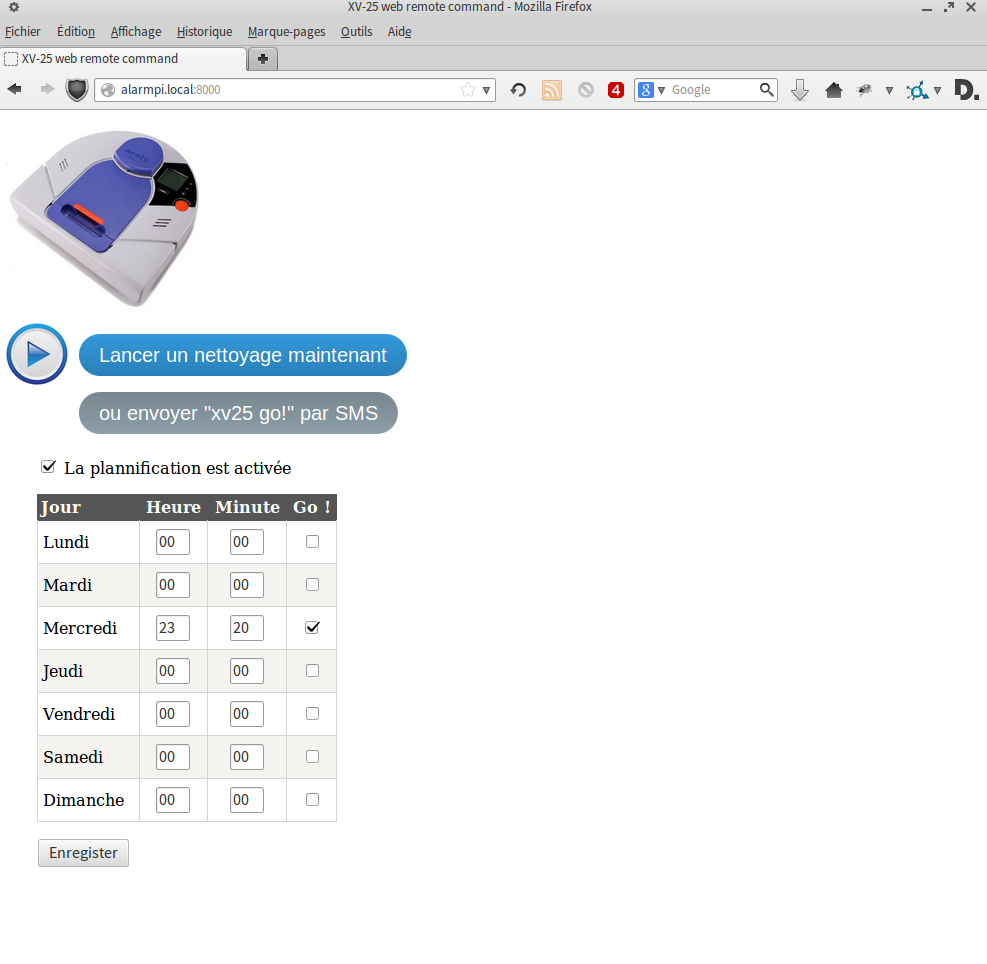 XV-25 web remote command - Mozilla Firefox
Fichier Édition Affichage Historique Marque-pages Outils Aide
XV-25 web remote command
alarmpi.local:8000 4 8 Google D.
neato
Lancer un nettoyage maintenant
ou envoyer "xv25 go!" par SMS
La plannification est activée
Jour Heure Minute Go !
Lundi 00 00
Mardi 00 00
Mercredi 23 20
Jeudi 00 00
Vendredi 00 00
Samedi 00 00
Dimanche 00 00
Enregister